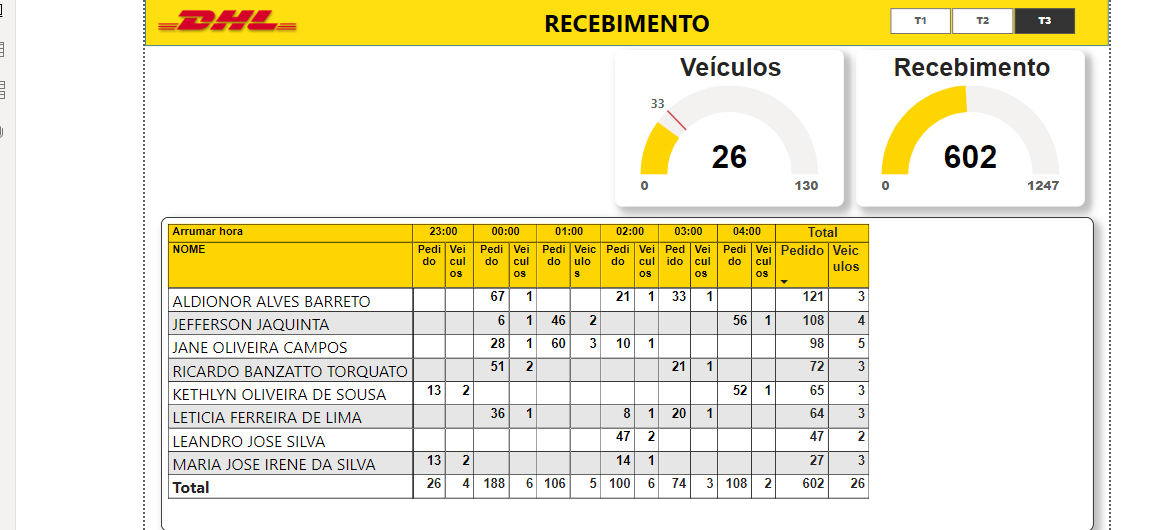 DHL RECEBIMENTO T1 T2 T3
Veículos Recebimento
33
26 602
0 130 0 1247
Arrumar hora 23:00 00:00 01:00 02:00 03:00 04:00 Total
NOME Pedido Veiculos Pedido Veiculos Pedido Veiculos Pedido Veiculos Pedido Veiculos Pedido Veiculos Pedido Veiculos
ALDIONOR ALVES BARRETO 67 1 21 1 33 1 121 3
JEFFERSON JAQUINTA 6 1 46 2 56 1 108 4
JANE OLIVEIRA CAMPOS 28 1 60 3 10 1 98 5
RICARDO BANZATTO TORQUATO 51 2 21 1 72 3
KETHLYN OLIVEIRA DE SOUSA 13 2 52 1 65 3
LETICIA FERREIRA DE LIMA 36 1 8 1 20 1 64 3
LEANDRO JOSE SILVA 47 2 47 2
MARIA JOSE IRENE DA SILVA 13 2 14 1 27 3
Total 26 4 188 6 106 5 100 6 74 3 108 2 602 26